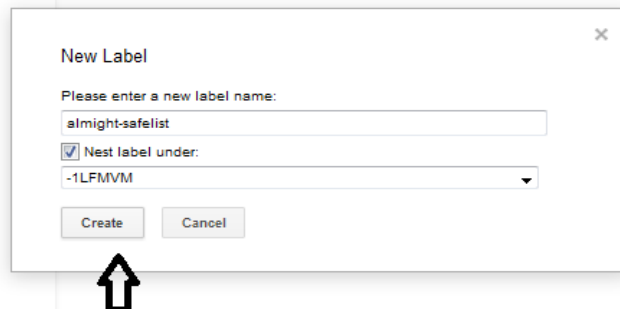 New Label
Please enter a new label name:
almight-safelist
Nest label under:
-1LFMVM
Create Cancel